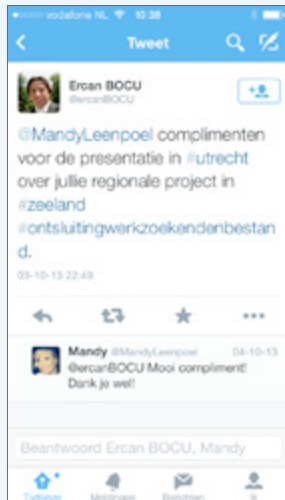 vodafone NL 10:38
Tweet
Ercan BOCU
@ercanBOCU
@MandyLeenpoel complimenten
voor de presentatie in #utrecht
over jullie regionale project in
#zeeland
#ontsluitingwerkzoekendenbestan
d.
03-10-13 22:49
Mandy @MandyLeenpoel 04-10-13
@ercanBOCU Mooi compliment!
Dank je wel!
Beantwoord Ercan BOCU, Mandy
Tijdlijnen Meldingen Berichten Ik